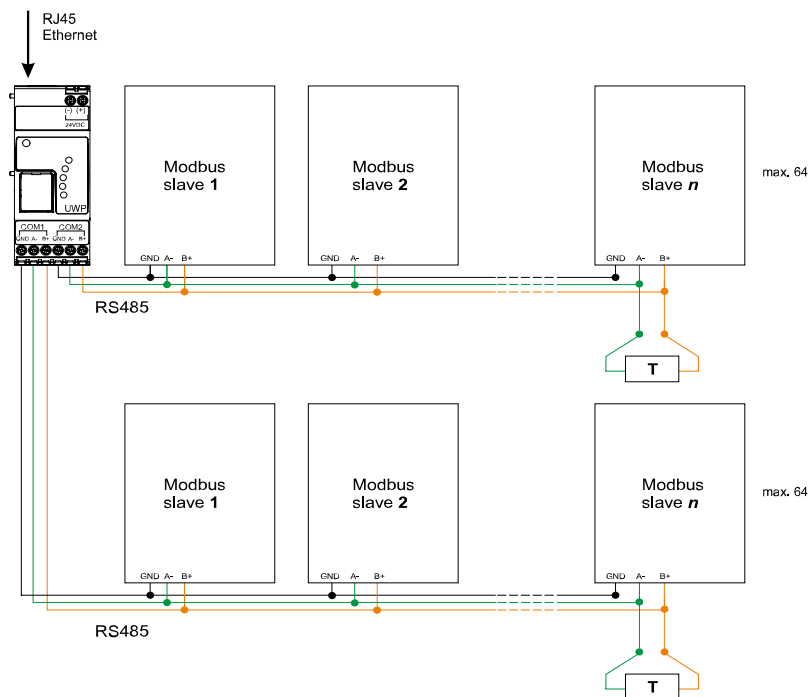 RJ45
Ethernet
(-) (+)
24VDC
UWP
COM1 COM2
GND A- B+ GND A- B+
Modbus
slave 1
Modbus
slave 2
Modbus
slave n
max. 64
GND A- B+
GND A- B+
GND A- B+
RS485
T
Modbus
slave 1
Modbus
slave 2
Modbus
slave n
max. 64
GND A- B+
GND A- B+
GND A- B+
RS485
T